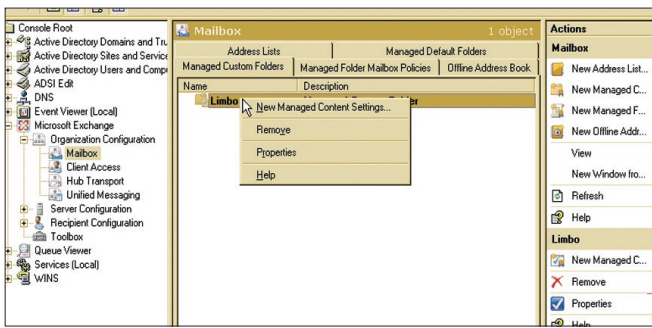 Console Root
Active Directory Domains and Tru
Active Directory Sites and Service
Active Directory Users and Compu
ADSI Edit
DNS
Event Viewer (Local)
Microsoft Exchange
Organization Configuration
Mailbox
Client Access
Hub Transport
Unified Messaging
Server Configuration
Recipient Configuration
Toolbox
Queue Viewer
Services (Local)
WINS
Mailbox 1 object
Address Lists Managed Default Folders
Managed Custom Folders Managed Folder Mailbox Policies Offline Address Book
Name Description
Limbo Folder
New Managed Content Settings...
Remove
Properties
Help
Actions
Mailbox
New Address List...
New Managed C...
New Managed F...
New Offline Addr...
View
New Window fro...
Refresh
Help
Limbo
New Managed C...
Remove
Properties
Help